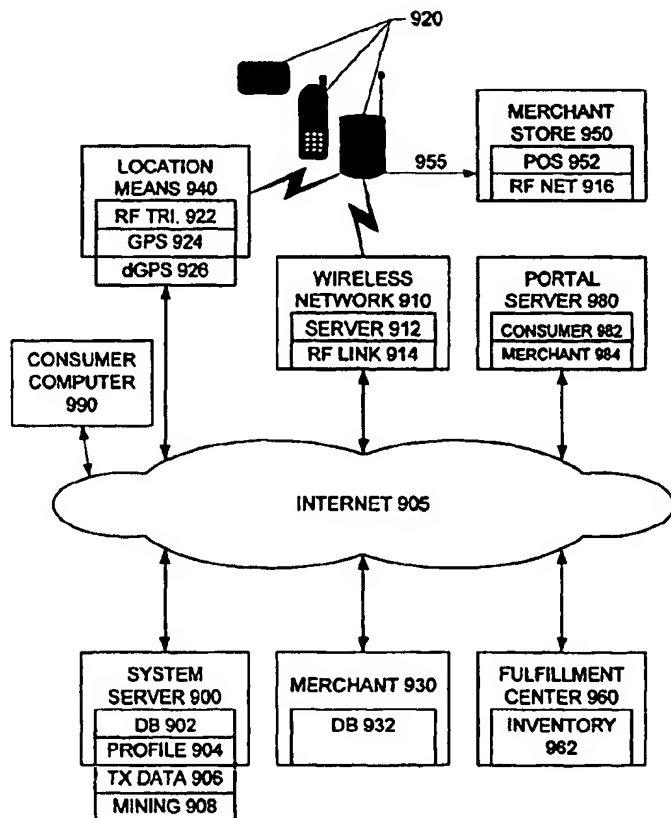 920
MERCHANT
STORE 950
POS 952
RF NET 916
955
LOCATION
MEANS 940
RF TRI. 922
GPS 924
dGPS 926
WIRELESS
NETWORK 910
SERVER 912
RF LINK 914
PORTAL
SERVER 980
CONSUMER 982
MERCHANT 984
CONSUMER
COMPUTER
990
INTERNET 905
SYSTEM
SERVER 900
DB 902
PROFILE 904
TX DATA 906
MINING 908
MERCHANT 930
DB 932
FULFILLMENT
CENTER 960
INVENTORY
962